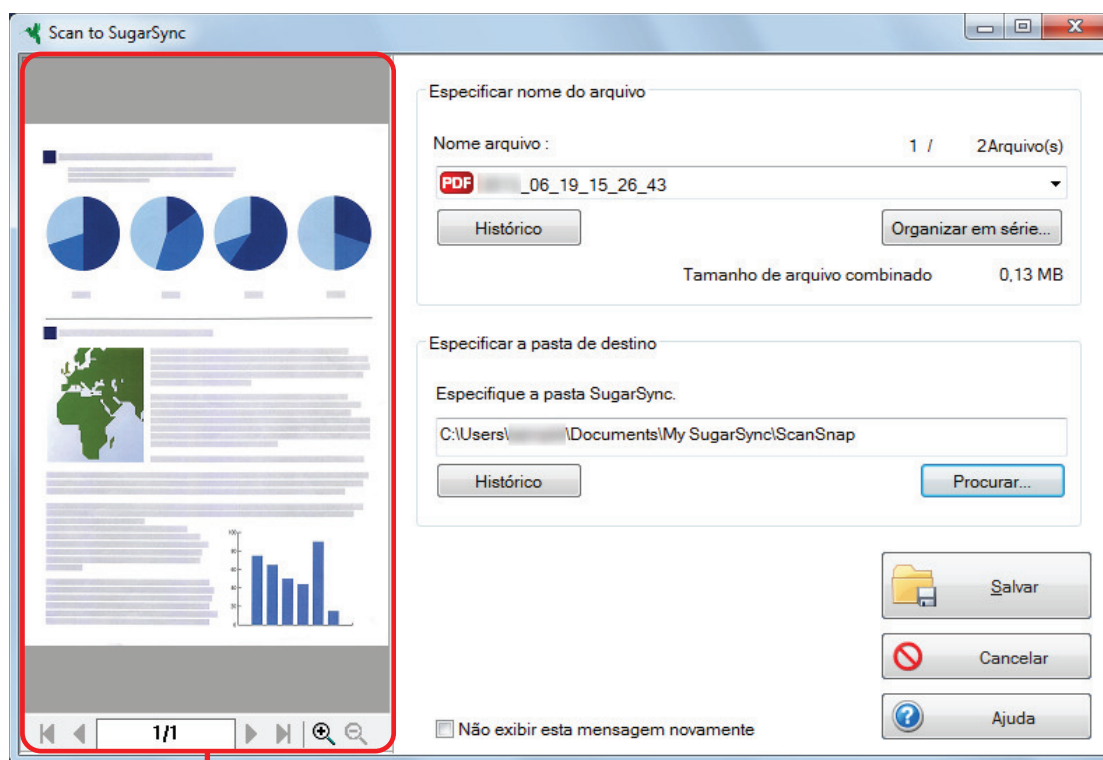 Scan to SugarSync
Especificar nome do arquivo
Nome arquivo :
1 / 2Arquivo(s)
PDF _06_19_15_26_43
Histórico
Organizar em série...
Tamanho de arquivo combinado 0,13 MB
Especificar a pasta de destino
Especifique a pasta SugarSync.
C:\Users\ \Documents\My SugarSync\ScanSnap
Histórico
Procurar...
Salvar
Cancelar
Ajuda
1/1
Não exibir esta mensagem novamente